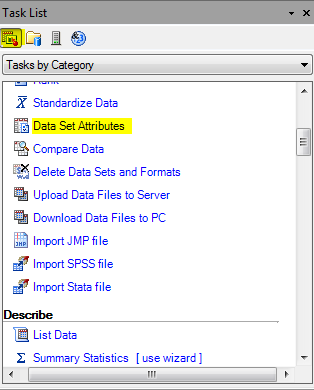 Task List
Tasks by Category
Rank
Standardize Data
Data Set Attributes
Compare Data
Delete Data Sets and Formats
Upload Data Files to Server
Download Data Files to PC
Import JMP file
Import SPSS file
Import Stata file
Describe
List Data
Summary Statistics [ use wizard ]